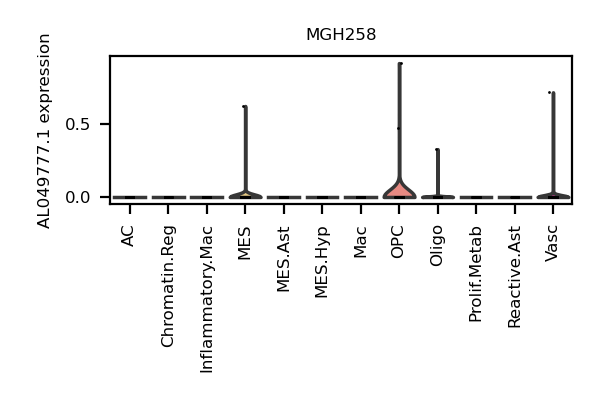 MGH258
AL049777.1 expression
0.5
0.0
AC
Chromatin.Reg
Inflammatory.Mac
MES
MES.Ast
MES.Hyp
Mac
OPC
Oligo
Prolif.Metab
Reactive.Ast
Vasc